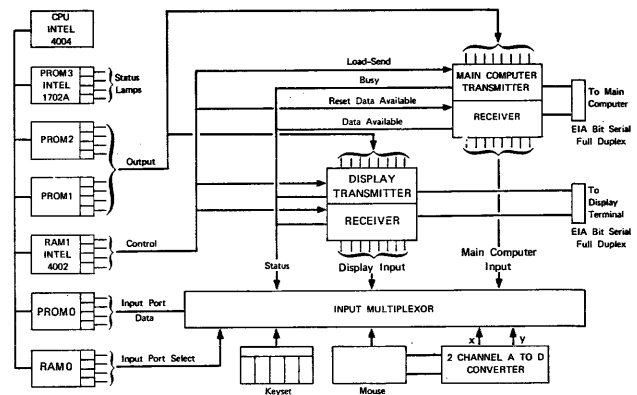 CPU
INTEL
4004
PROM3
INTEL
1702A
Status
Lamps
PROM2
Output
PROM1
RAM1
INTEL
4002
Control
PROM0
Input Port
Data
RAM0
Input Port Select
Load-Send
Busy
Reset Data Available
Data Available
MAIN COMPUTER
TRANSMITTER
RECEIVER
To Main
Computer
EIA Bit Serial
Full Duplex
DISPLAY
TRANSMITTER
RECEIVER
To
Display
Terminal
EIA Bit Serial
Full Duplex
Status
Display Input
Main Computer
Input
INPUT MULTIPLEXOR
x
y
Keyset
Mouse
2 CHANNEL A TO D
CONVERTER